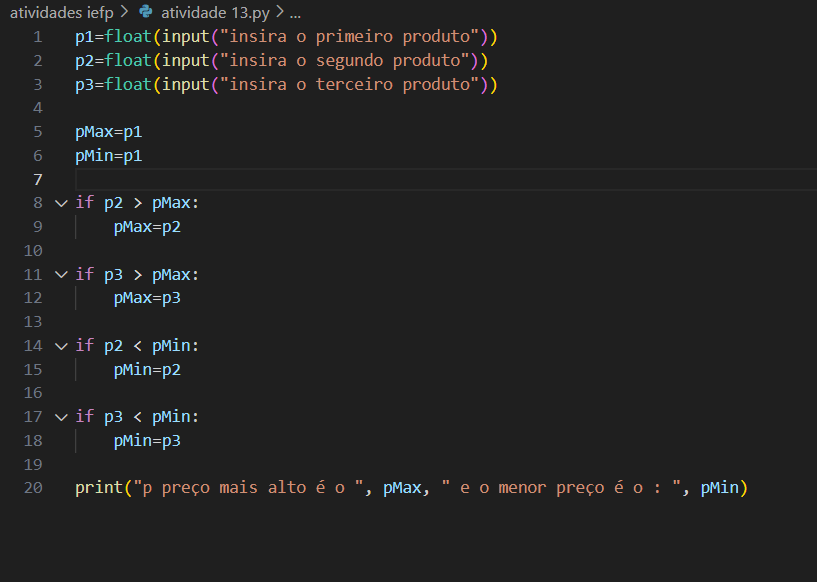 atividades iefp > atividade 13.py > ...
1 p1=float(input("insira o primeiro produto"))
2 p2=float(input("insira o segundo produto"))
3 p3=float(input("insira o terceiro produto"))
4
5 pMax=p1
6 pMin=p1
7
8 if p2 > pMax:
9     pMax=p2
10
11 if p3 > pMax:
12     pMax=p3
13
14 if p2 < pMin:
15     pMin=p2
16
17 if p3 < pMin:
18     pMin=p3
19
20 print("p preço mais alto é o ", pMax, " e o menor preço é o : ", pMin)